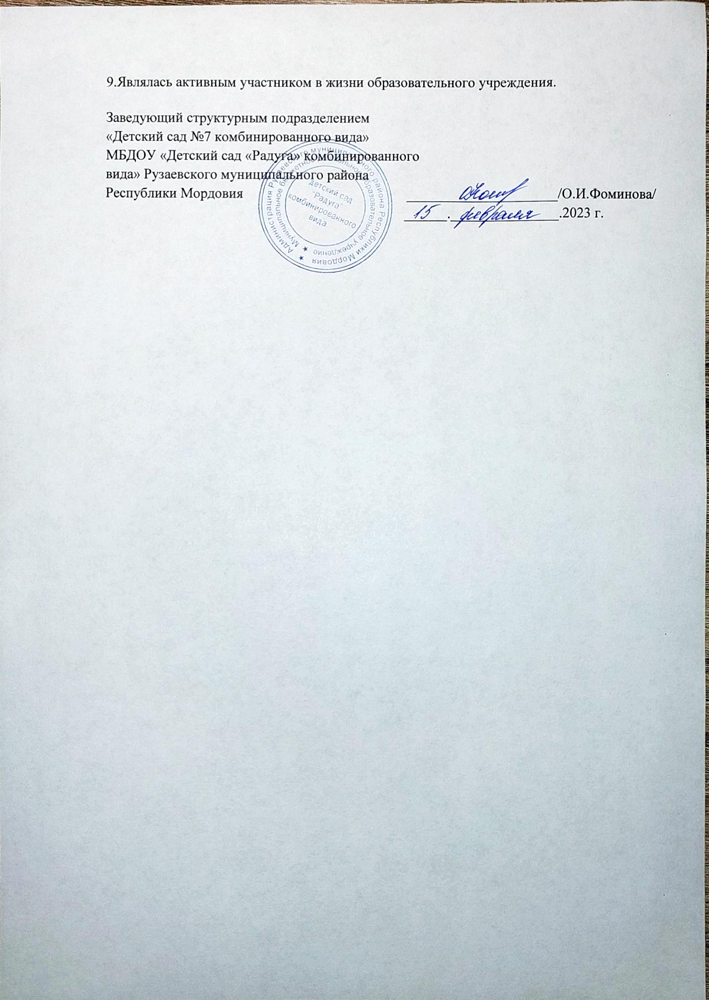 9.Являлась активным участником в жизни образовательного учреждения.
Заведующий структурным подразделением
«Детский сад №7 комбинированного вида»
МБДОУ «Детский сад «Радуга» комбинированного
вида» Рузаевского муниципального района
Республики Мордовия ____________________/О.И.Фоминова/
15 . февраля .2023 г.
Администрация Рузаевского муниципального района Республики Мордовия ★
Муниципальное бюджетное дошкольное образовательное учреждение ★
детский сад
"Радуга"
комбинированного
вида